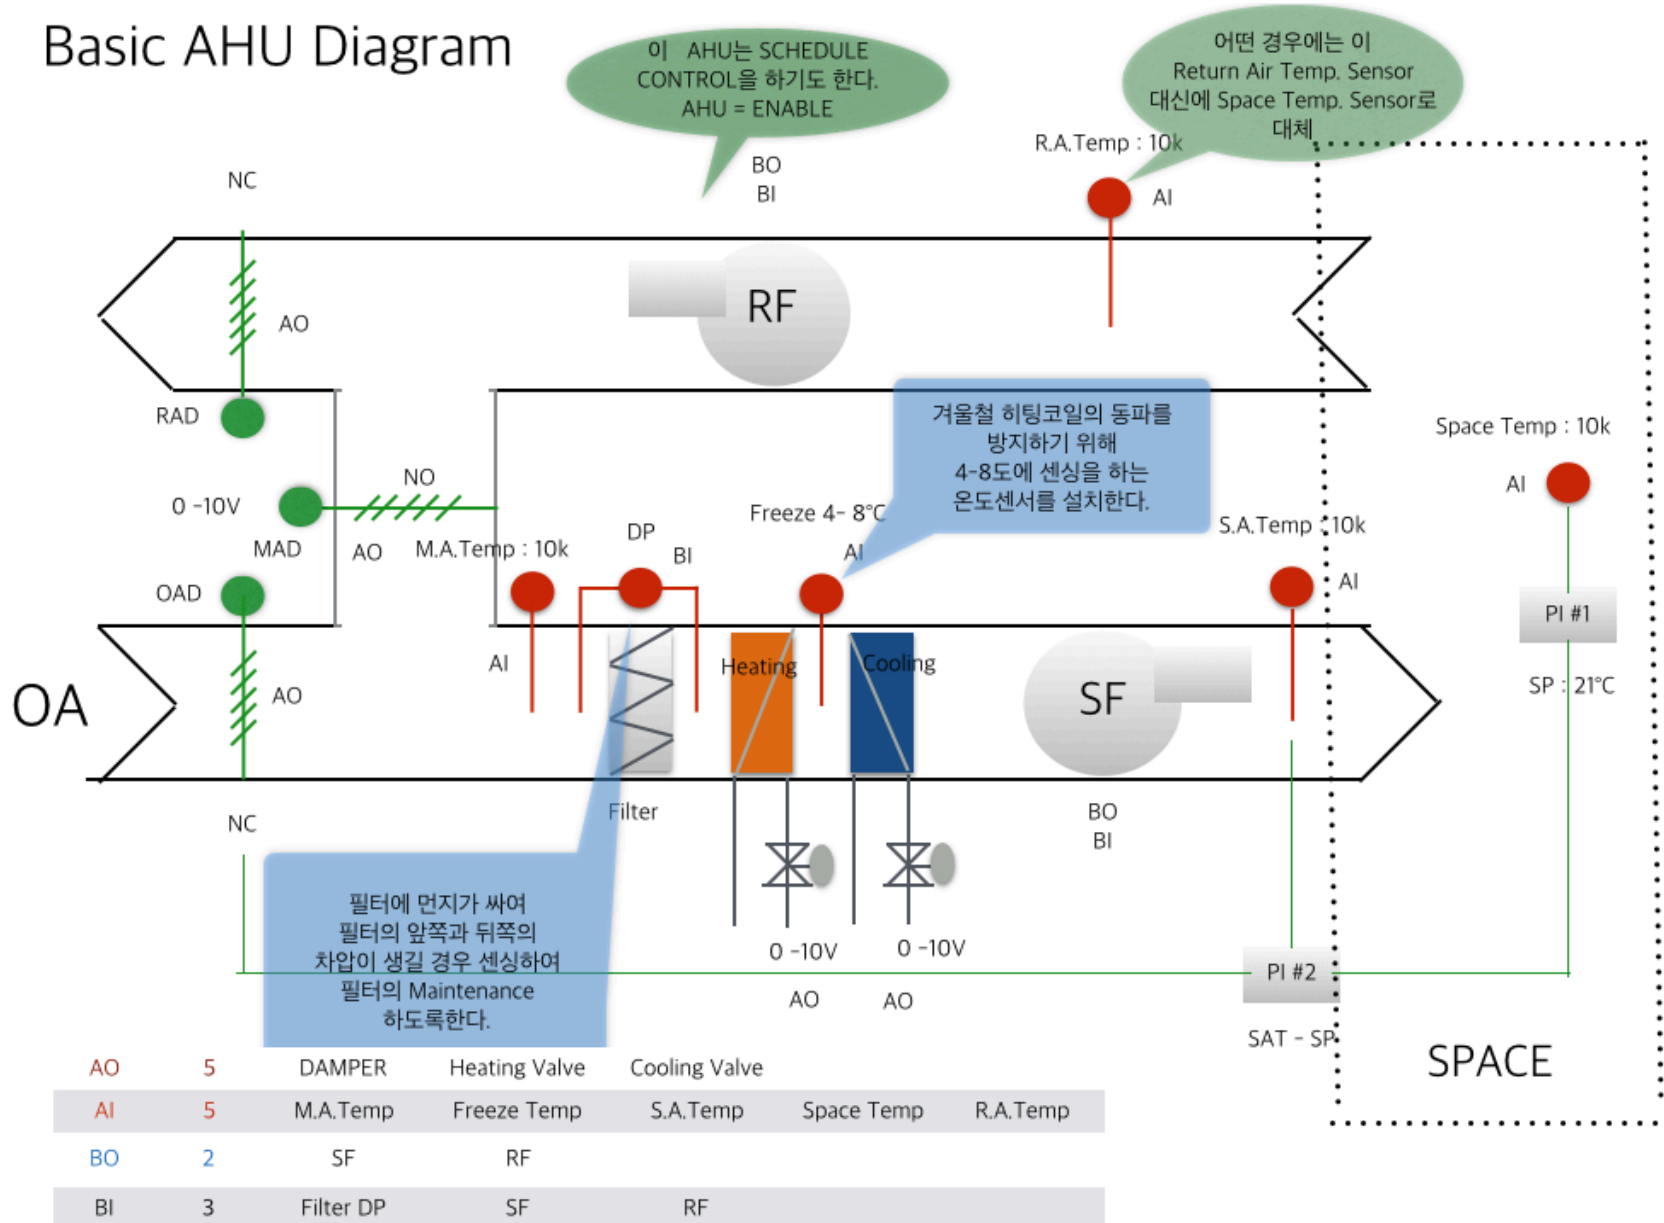 Basic AHU Diagram
이 AHU는 SCHEDULE
CONTROL을 하기도 한다.
AHU = ENABLE
어떤 경우에는 이
Return Air Temp. Sensor
대신에 Space Temp. Sensor로
대체
R.A.Temp : 10k
BO
BI
NC
AI
RF
AO
RAD
겨울철 히팅코일의 동파를
방지하기 위해
4-8도에 센싱을 하는
온도센서를 설치한다.
Space Temp : 10k
AI
NO
0 -10V
MAD
AO
M.A.Temp : 10k
DP
BI
Freeze 4- 8°C
AI
S.A.Temp : 10k
AI
OAD
PI #1
AI
Heating
Cooling
SP : 21°C
OA
AO
SF
NC
Filter
BO
BI
필터에 먼지가 싸여
필터의 앞쪽과 뒤쪽의
차압이 생길 경우 센싱하여
필터의 Maintenance
하도록한다.
0 -10V
AO
0 -10V
AO
PI #2
SAT - SP
SPACE
AO 5 DAMPER Heating Valve Cooling Valve
AI 5 M.A.Temp Freeze Temp S.A.Temp Space Temp R.A.Temp
BO 2 SF RF
BI 3 Filter DP SF RF